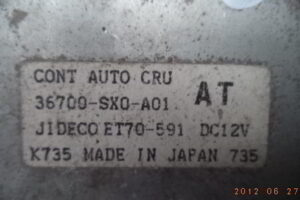 CONT AUTO CRU
36700-SX0-A01 AT
JIDECO ET70-591 DC12V
K735 MADE IN JAPAN 735
2012 06 27